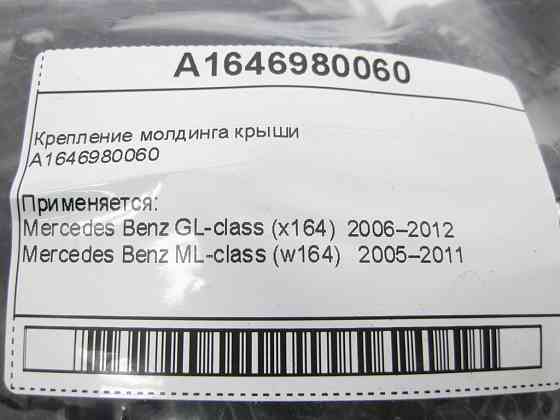 A1646980060
Крепление молдинга крыши
A1646980060
Применяется:
Mercedes Benz GL-class (x164) 2006–2012
Mercedes Benz ML-class (w164) 2005–2011